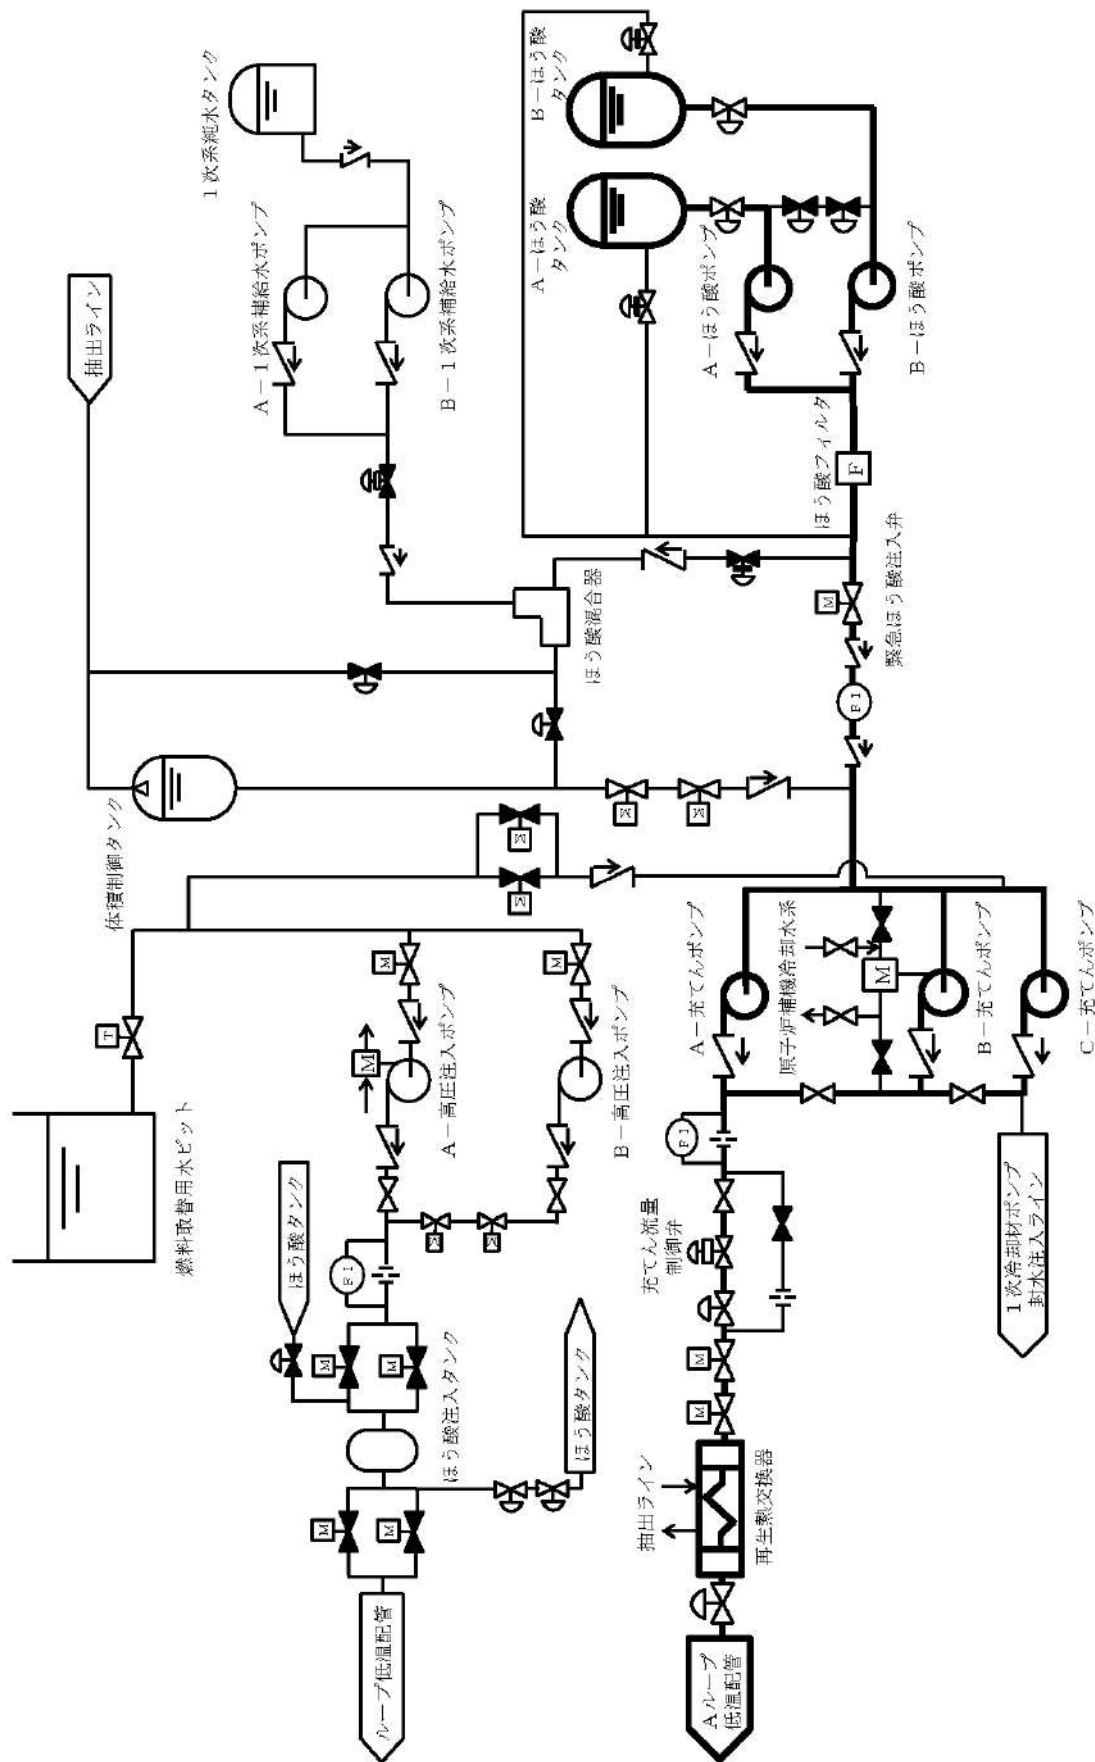 燃料取替用水ピット
T
体積制御タンク
抽出ライン
1次系純水タンク
A－1次系補給水ポンプ
B－1次系補給水ポンプ
B－ほう酸
タンク
A－ほう酸
タンク
A－ほう酸ポンプ
B－ほう酸ポンプ
ほう酸フィルタ
F
ほう酸混合器
緊急ほう酸注入弁
M
FI
M
M
M
M
M
M
A－高圧注入ポンプ
M
B－高圧注入ポンプ
M
M
FI
ほう酸タンク
M
M
ほう酸注入タンク
M
M
ほう酸タンク
ループ低温配管
A－充てんポンプ
原子炉補機冷却水系
M
B－充てんポンプ
C－充てんポンプ
FI
充てん流量
制御弁
M
M
抽出ライン
再生熱交換器
Aループ
低温配管
1次冷却材ポンプ
封水注入ライン